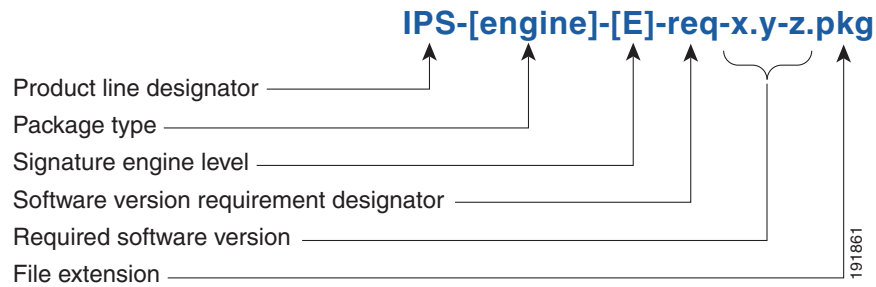 IPS-[engine]-[E]-req-x.y-z.pkg
Product line designator
Package type
Signature engine level
Software version requirement designator
Required software version
File extension
191861